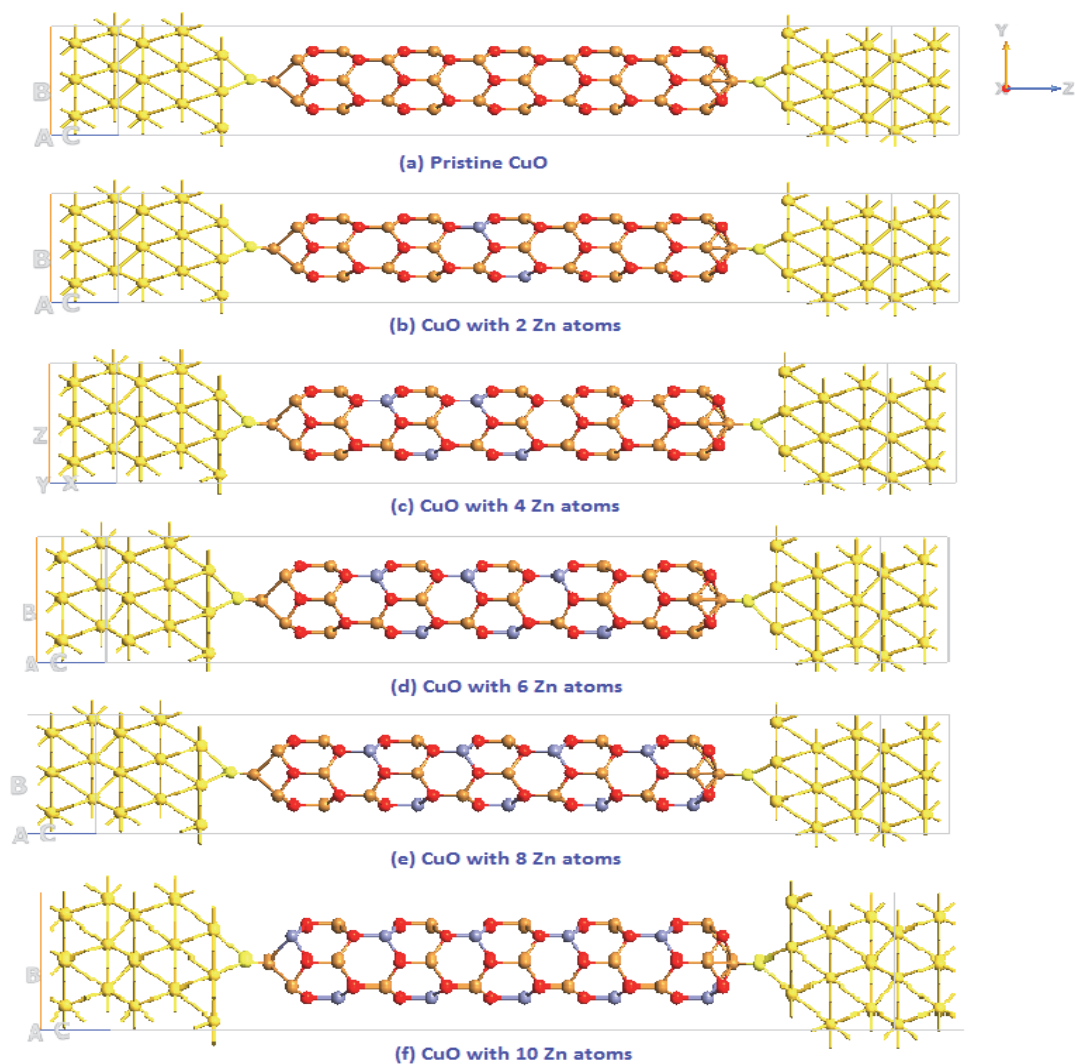 Y
X Z
B
A C
(a) Pristine CuO
B
A C
(b) CuO with 2 Zn atoms
Z
Y X
(c) CuO with 4 Zn atoms
B
A C
(d) CuO with 6 Zn atoms
B
A C
(e) CuO with 8 Zn atoms
B
A C
(f) CuO with 10 Zn atoms